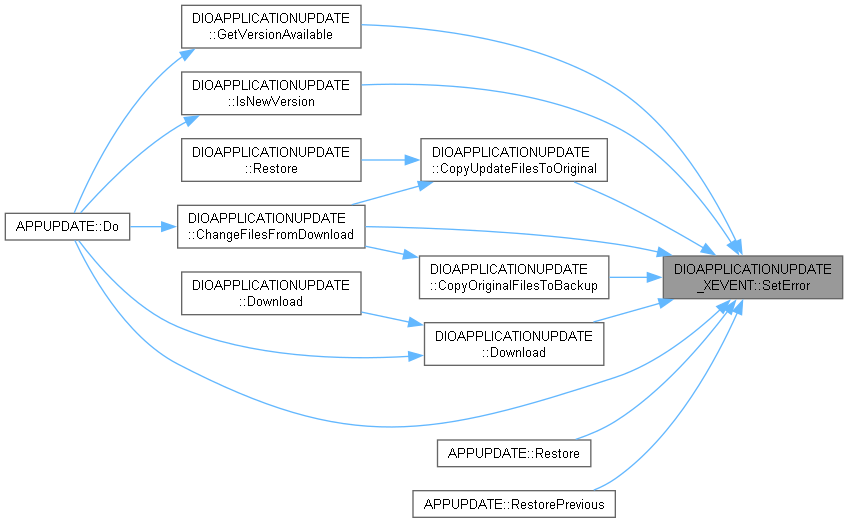 DIOAPPLICATIONUPDATE
::GetVersionAvailable
DIOAPPLICATIONUPDATE
::IsNewVersion
DIOAPPLICATIONUPDATE
::Restore
DIOAPPLICATIONUPDATE
::CopyUpdateFilesToOriginal
APPUPDATE::Do
DIOAPPLICATIONUPDATE
::ChangeFilesFromDownload
DIOAPPLICATIONUPDATE
::CopyOriginalFilesToBackup
DIOAPPLICATIONUPDATE
_XEVENT::SetError
DIOAPPLICATIONUPDATE
::Download
DIOAPPLICATIONUPDATE
::Download
APPUPDATE::Restore
APPUPDATE::RestorePrevious